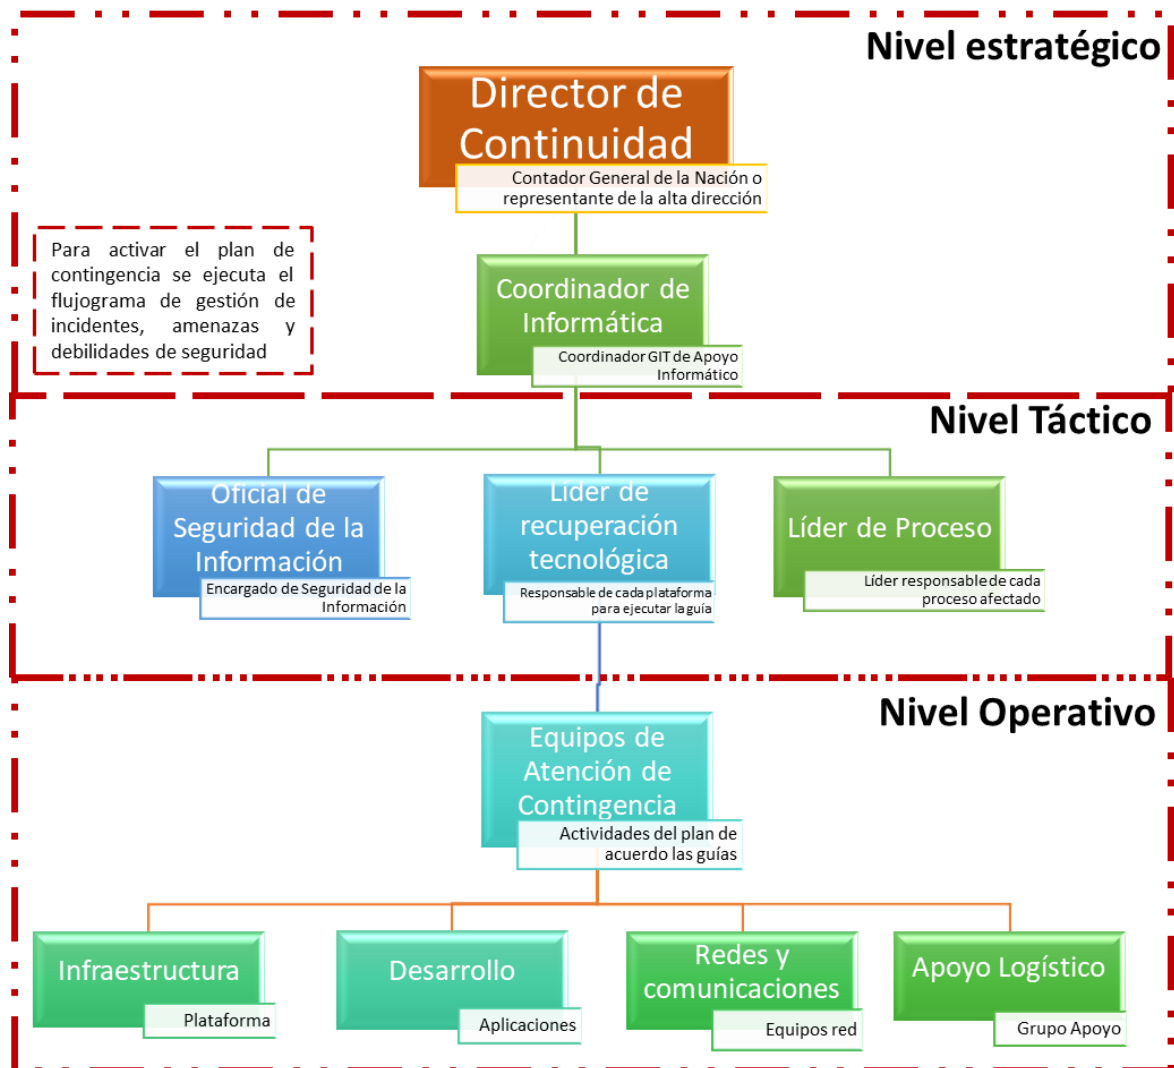 Nivel estratégico
Director de
Continuidad
Contador General de la Nación o
representante de la alta dirección
Para activar el plan de
contingencia se ejecuta el
flujograma de gestión de
incidentes, amenazas y
debilidades de seguridad
Coordinador de
Informática
Coordinador GIT de Apoyo
Informático
Nivel Táctico
Oficial de
Seguridad de la
Información
Encargado de Seguridad de la
Información
Líder de
recuperación
tecnológica
Responsable de cada plataforma
para ejecutar la guía
Líder de Proceso
Líder responsable de cada
proceso afectado
Nivel Operativo
Equipos de
Atención de
Contingencia
Actividades del plan de
acuerdo las guías
Infraestructura
Plataforma
Desarrollo
Aplicaciones
Redes y
comunicaciones
Equipos red
Apoyo Logístico
Grupo Apoyo